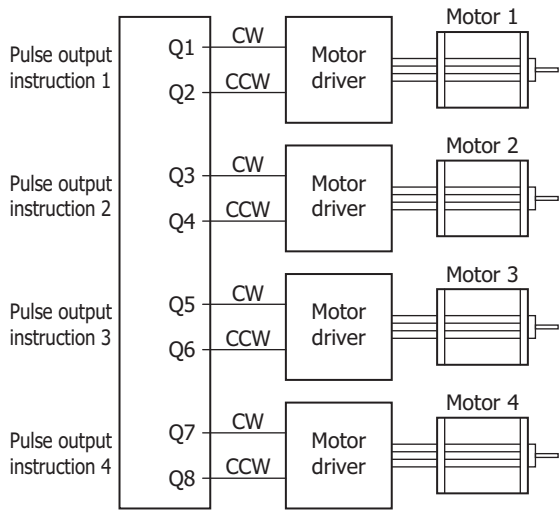 Motor 1
Pulse output
instruction 1
Q1
CW
Q2
CCW
Motor
driver
Motor 2
Pulse output
instruction 2
Q3
CW
Q4
CCW
Motor
driver
Motor 3
Pulse output
instruction 3
Q5
CW
Q6
CCW
Motor
driver
Motor 4
Pulse output
instruction 4
Q7
CW
Q8
CCW
Motor
driver